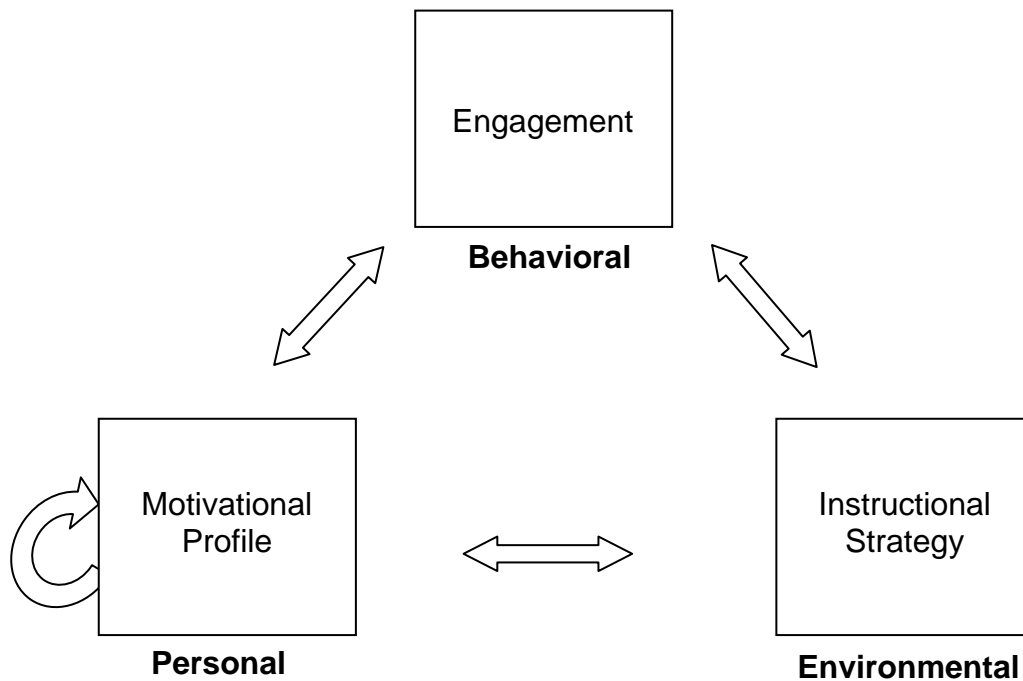 Engagement
Behavioral
Motivational
Profile
Instructional
Strategy
Personal
Environmental